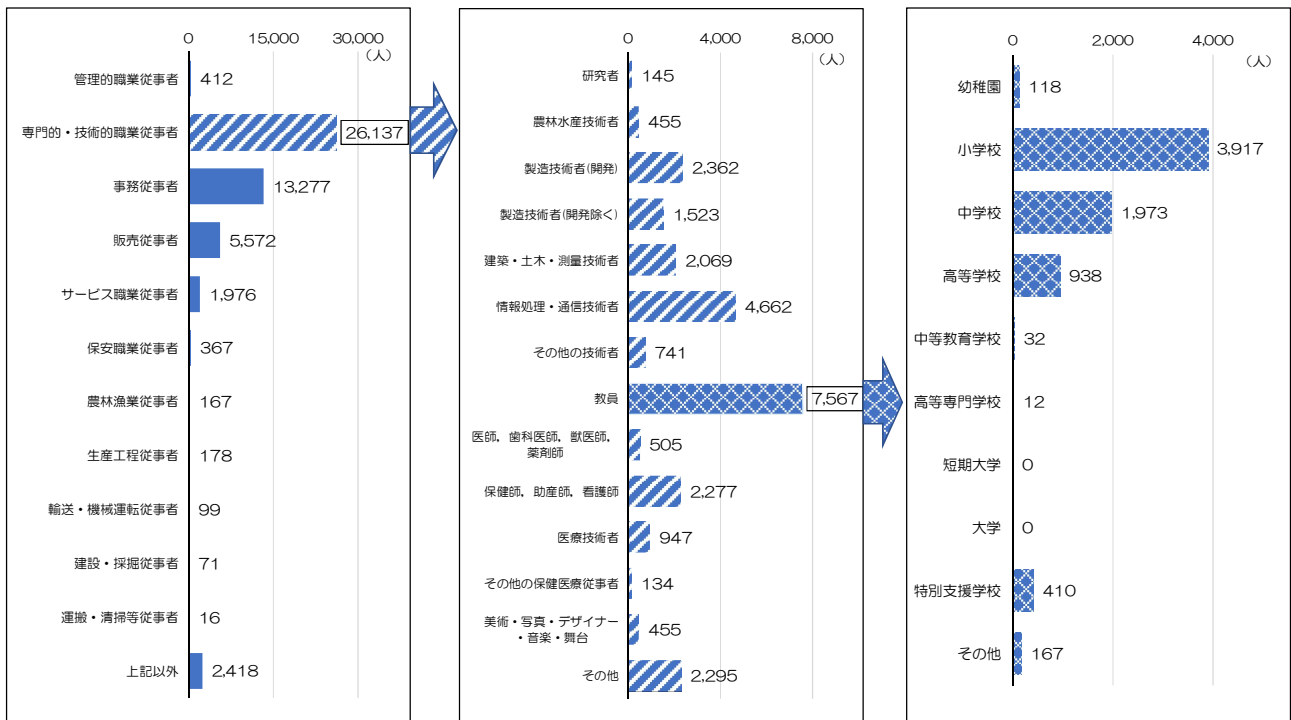 0
15,000
30,000
（人）
管理的職業従事者
412
専門的・技術的職業従事者
26.137
事務従事者
13,277
販売従事者
5,572
サービス職業従事者
1,976
保安職業従事者
367
農林漁業従事者
167
生産工程従事者
178
輸送・機械運転従事者
99
建設・採掘従事者
71
運搬・清掃等従事者
16
上記以外
2,418
0
4,000
8,000
（人）
研究者
145
農林水産技術者
455
製造技術者(開発)
2,362
製造技術者(開発除く)
1,523
建築・土木・測量技術者
2,069
情報処理・通信技術者
4,662
その他の技術者
741
教員
7,567
医師，歯科医師，獣医師，
薬剤師
505
保健師，助産師，看護師
2,277
医療技術者
947
その他の保健医療従事者
134
美術・写真・デザイナー
・音楽・舞台
455
その他
2,295
0
2,000
4,000
（人）
幼稚園
118
小学校
3,917
中学校
1,973
高等学校
938
中等教育学校
32
高等専門学校
12
短期大学
0
大学
0
特別支援学校
410
その他
167